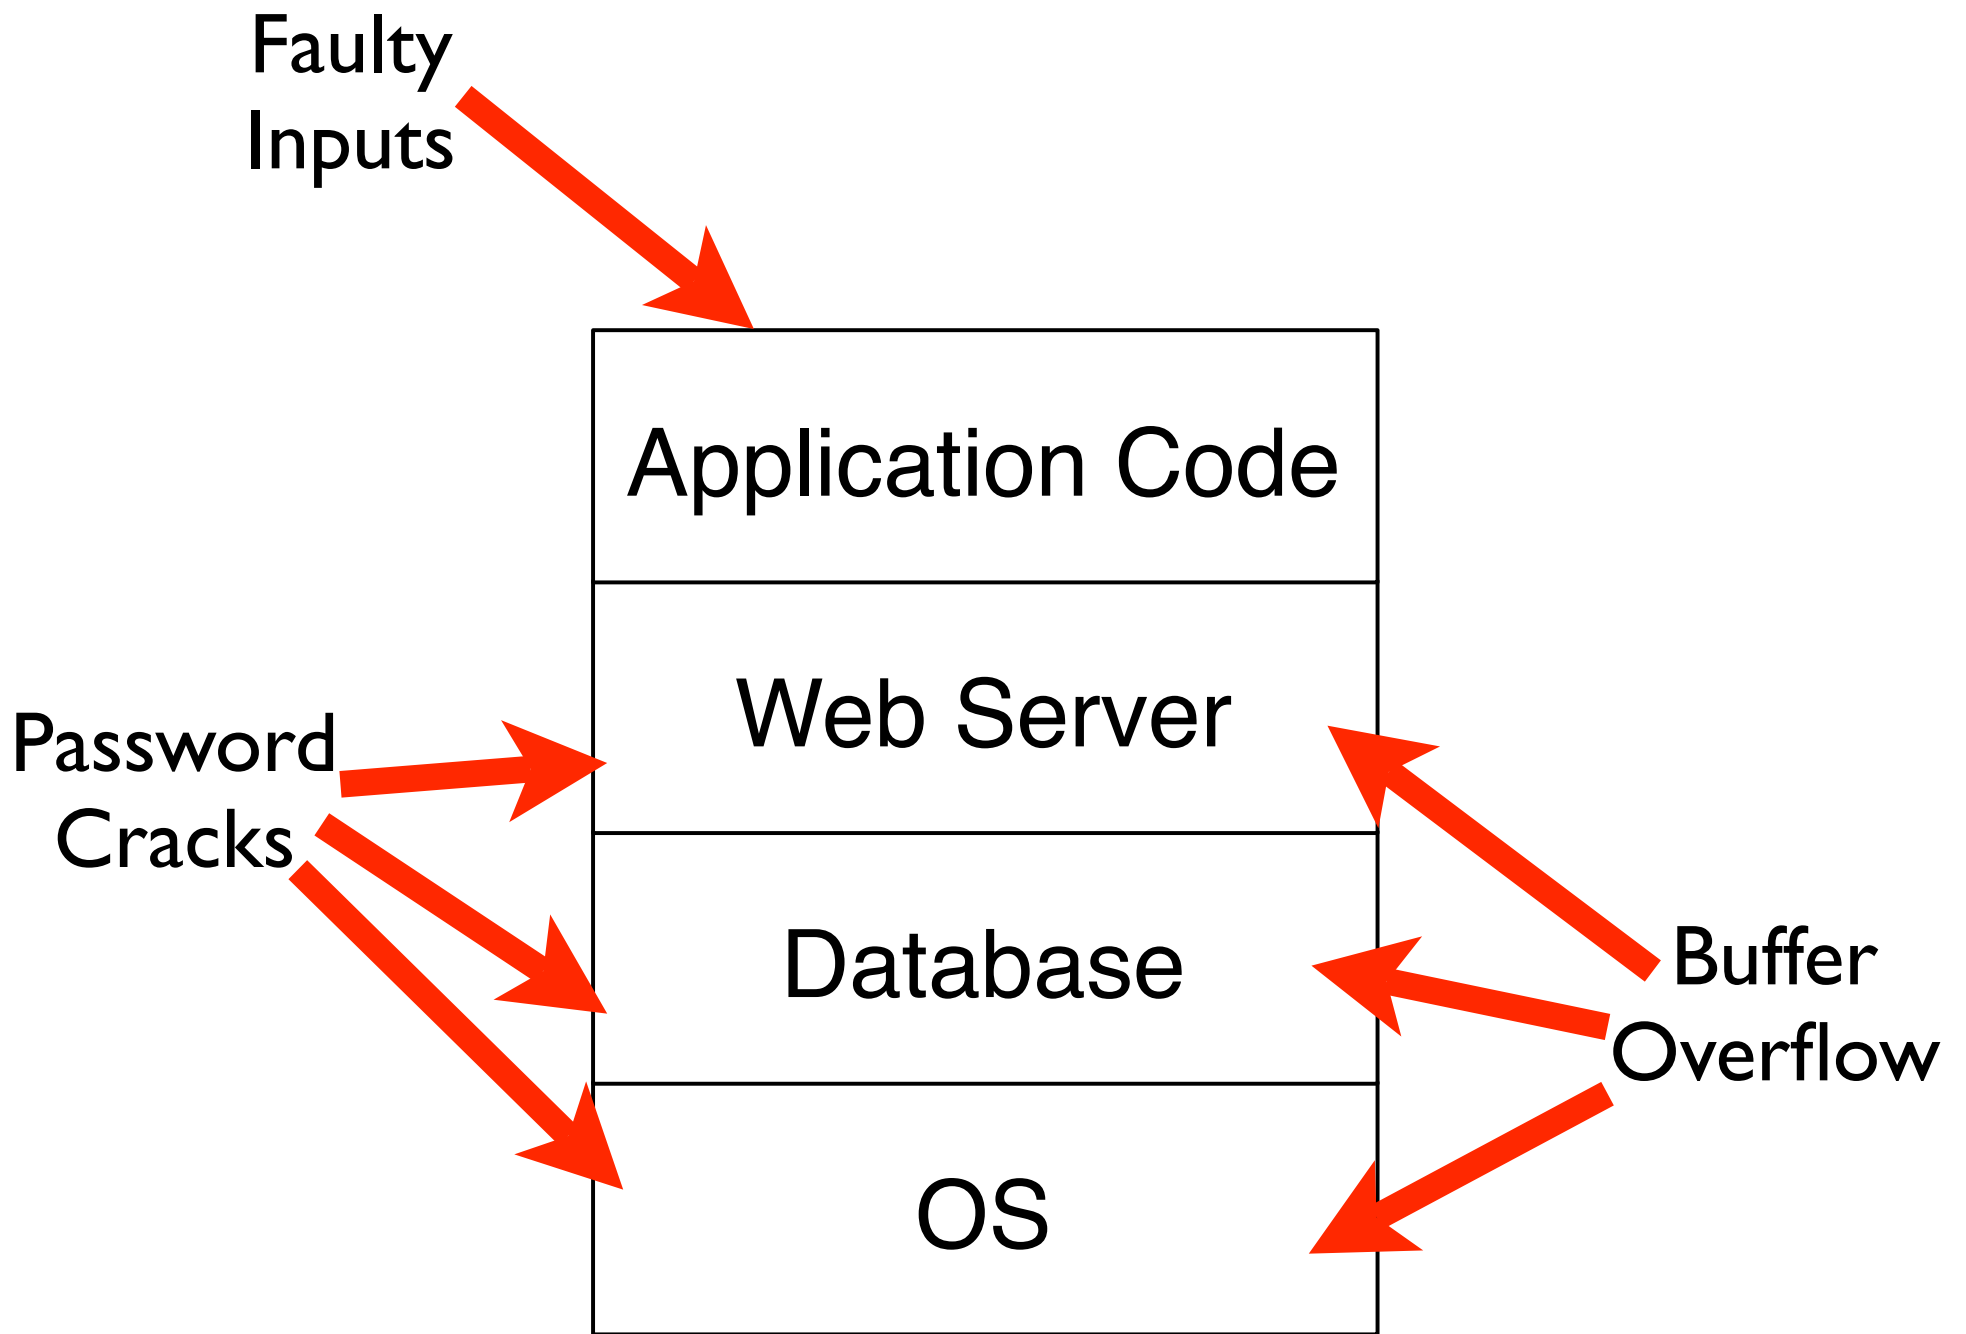 Faulty
Inputs
Application Code
Web Server
Password
Cracks
Database
Buffer
Overflow
OS